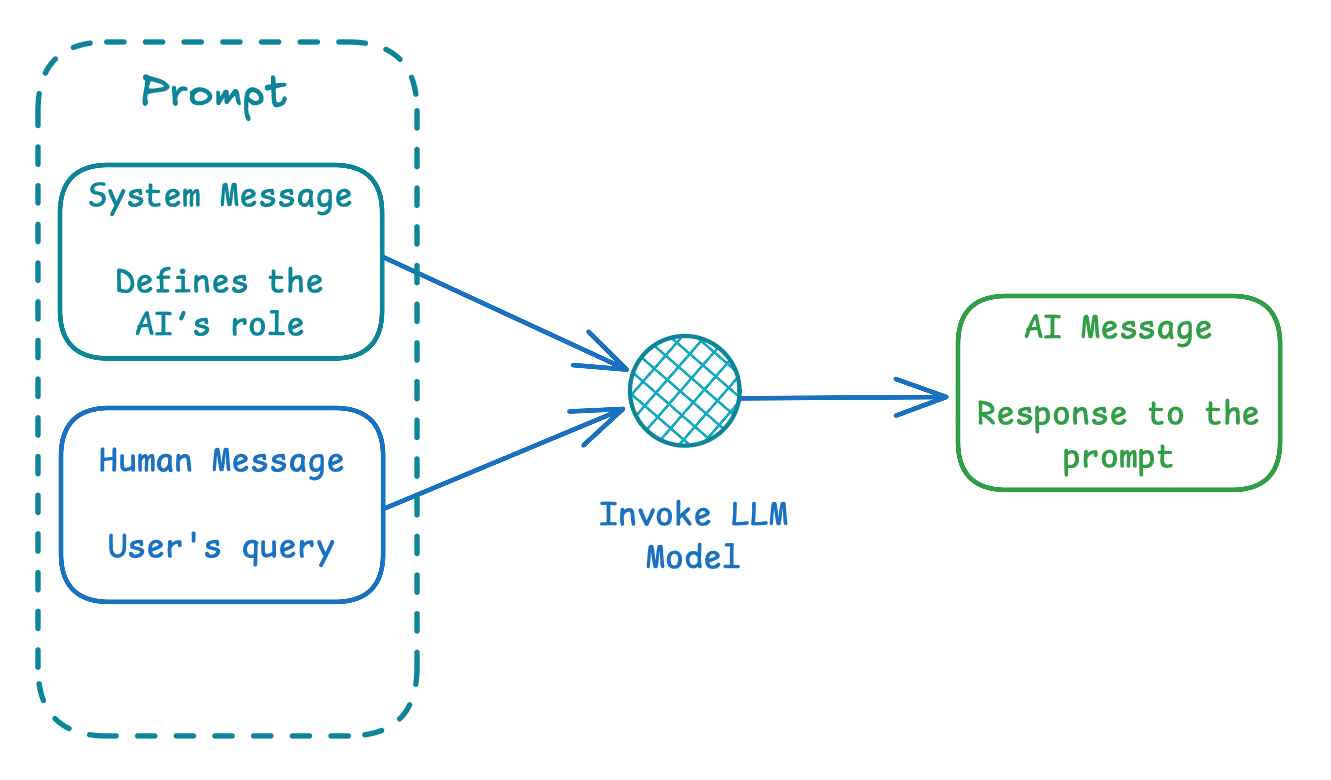 Prompt
System Message
Defines the
AI’s role
Human Message
User's query
Invoke LLM
Model
AI Message
Response to the
prompt